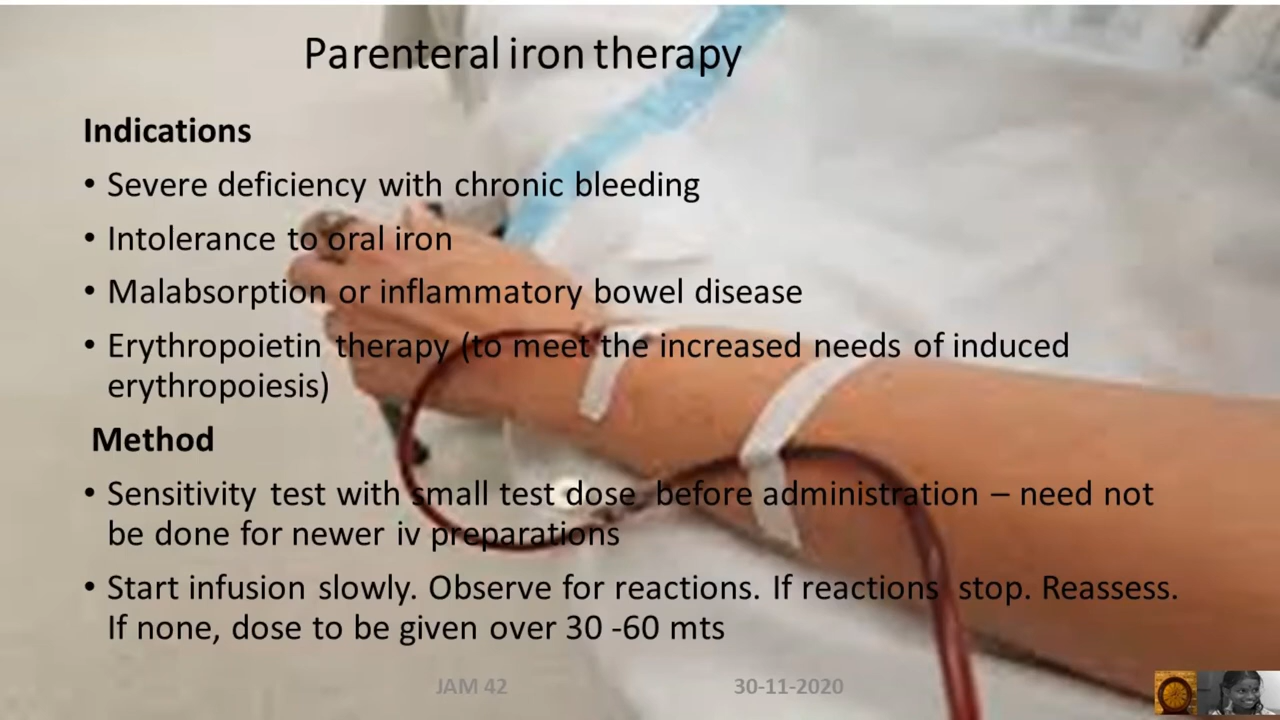 Parenteral iron therapy
Indications
• Severe deficiency with chronic bleeding
• Intolerance to oral iron
• Malabsorption or inflammatory bowel disease
• Erythropoietin therapy (to meet the increased needs of induced
erythropoiesis)
Method
• Sensitivity test with small test dose before administration – need not
be done for newer iv preparations
• Start infusion slowly. Observe for reactions. If reactions stop. Reassess.
If none, dose to be given over 30 -60 mts
JAM 42 30-11-2020